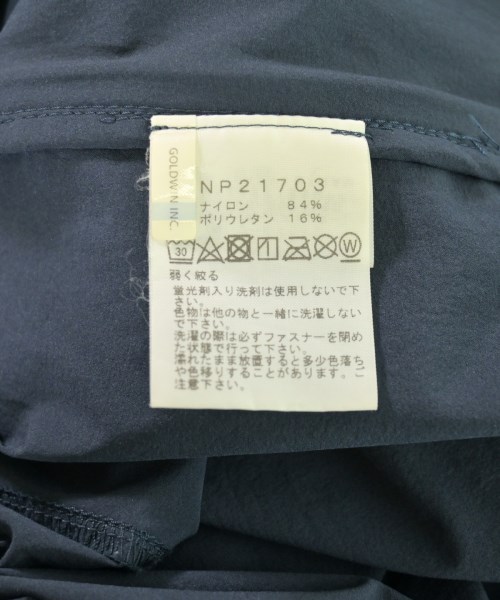 GOLDWIN INC.
NP21703
ナイロン 84%
ポリウレタン 16%
30
W
弱く絞る
蛍光剤入り洗剤は使用しないで下
さい。
色物は他の物と一緒に洗濯しない
で下さい。
洗濯の際は必ずファスナーを閉め
た状態で行って下さい。
濡れたまま放置すると多少色落ち
や色移りすることがあります。ご
注意下さい。